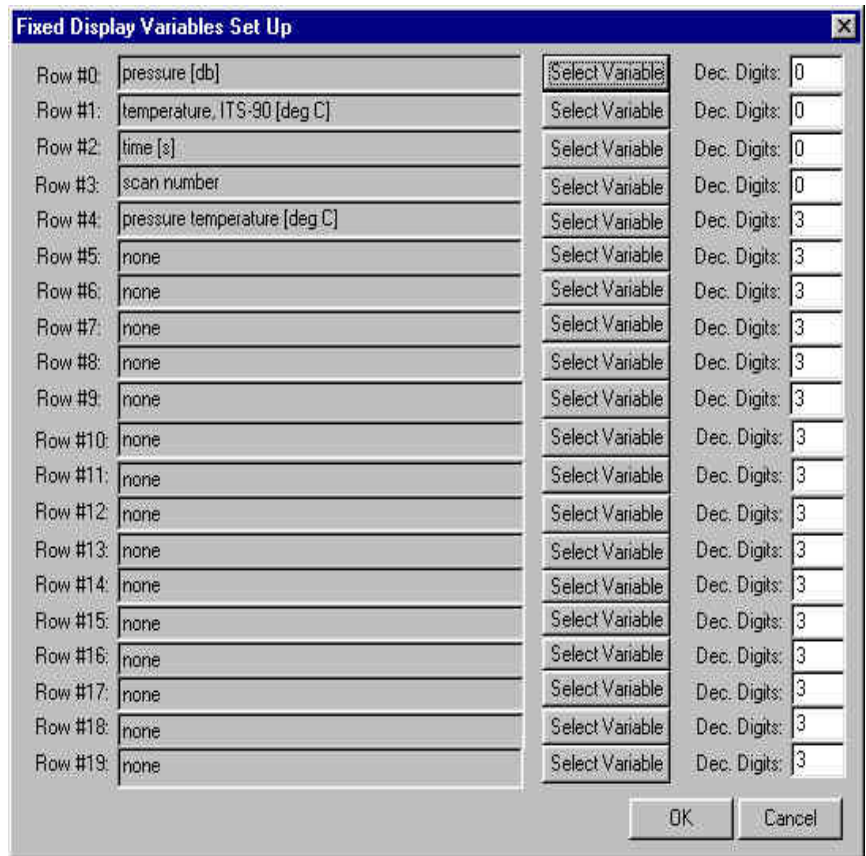 Fixed Display Variables Set Up
Row #0: pressure [db] Select Variable Dec. Digits: 0
Row #1: temperature, ITS-90 [deg C] Select Variable Dec. Digits: 0
Row #2: time [s] Select Variable Dec. Digits: 0
Row #3: scan number Select Variable Dec. Digits: 0
Row #4: pressure temperature [deg C] Select Variable Dec. Digits: 3
Row #5: none Select Variable Dec. Digits: 3
Row #6: none Select Variable Dec. Digits: 3
Row #7: none Select Variable Dec. Digits: 3
Row #8: none Select Variable Dec. Digits: 3
Row #9: none Select Variable Dec. Digits: 3
Row #10: none Select Variable Dec. Digits: 3
Row #11: none Select Variable Dec. Digits: 3
Row #12: none Select Variable Dec. Digits: 3
Row #13: none Select Variable Dec. Digits: 3
Row #14: none Select Variable Dec. Digits: 3
Row #15: none Select Variable Dec. Digits: 3
Row #16: none Select Variable Dec. Digits: 3
Row #17: none Select Variable Dec. Digits: 3
Row #18: none Select Variable Dec. Digits: 3
Row #19: none Select Variable Dec. Digits: 3
OK Cancel